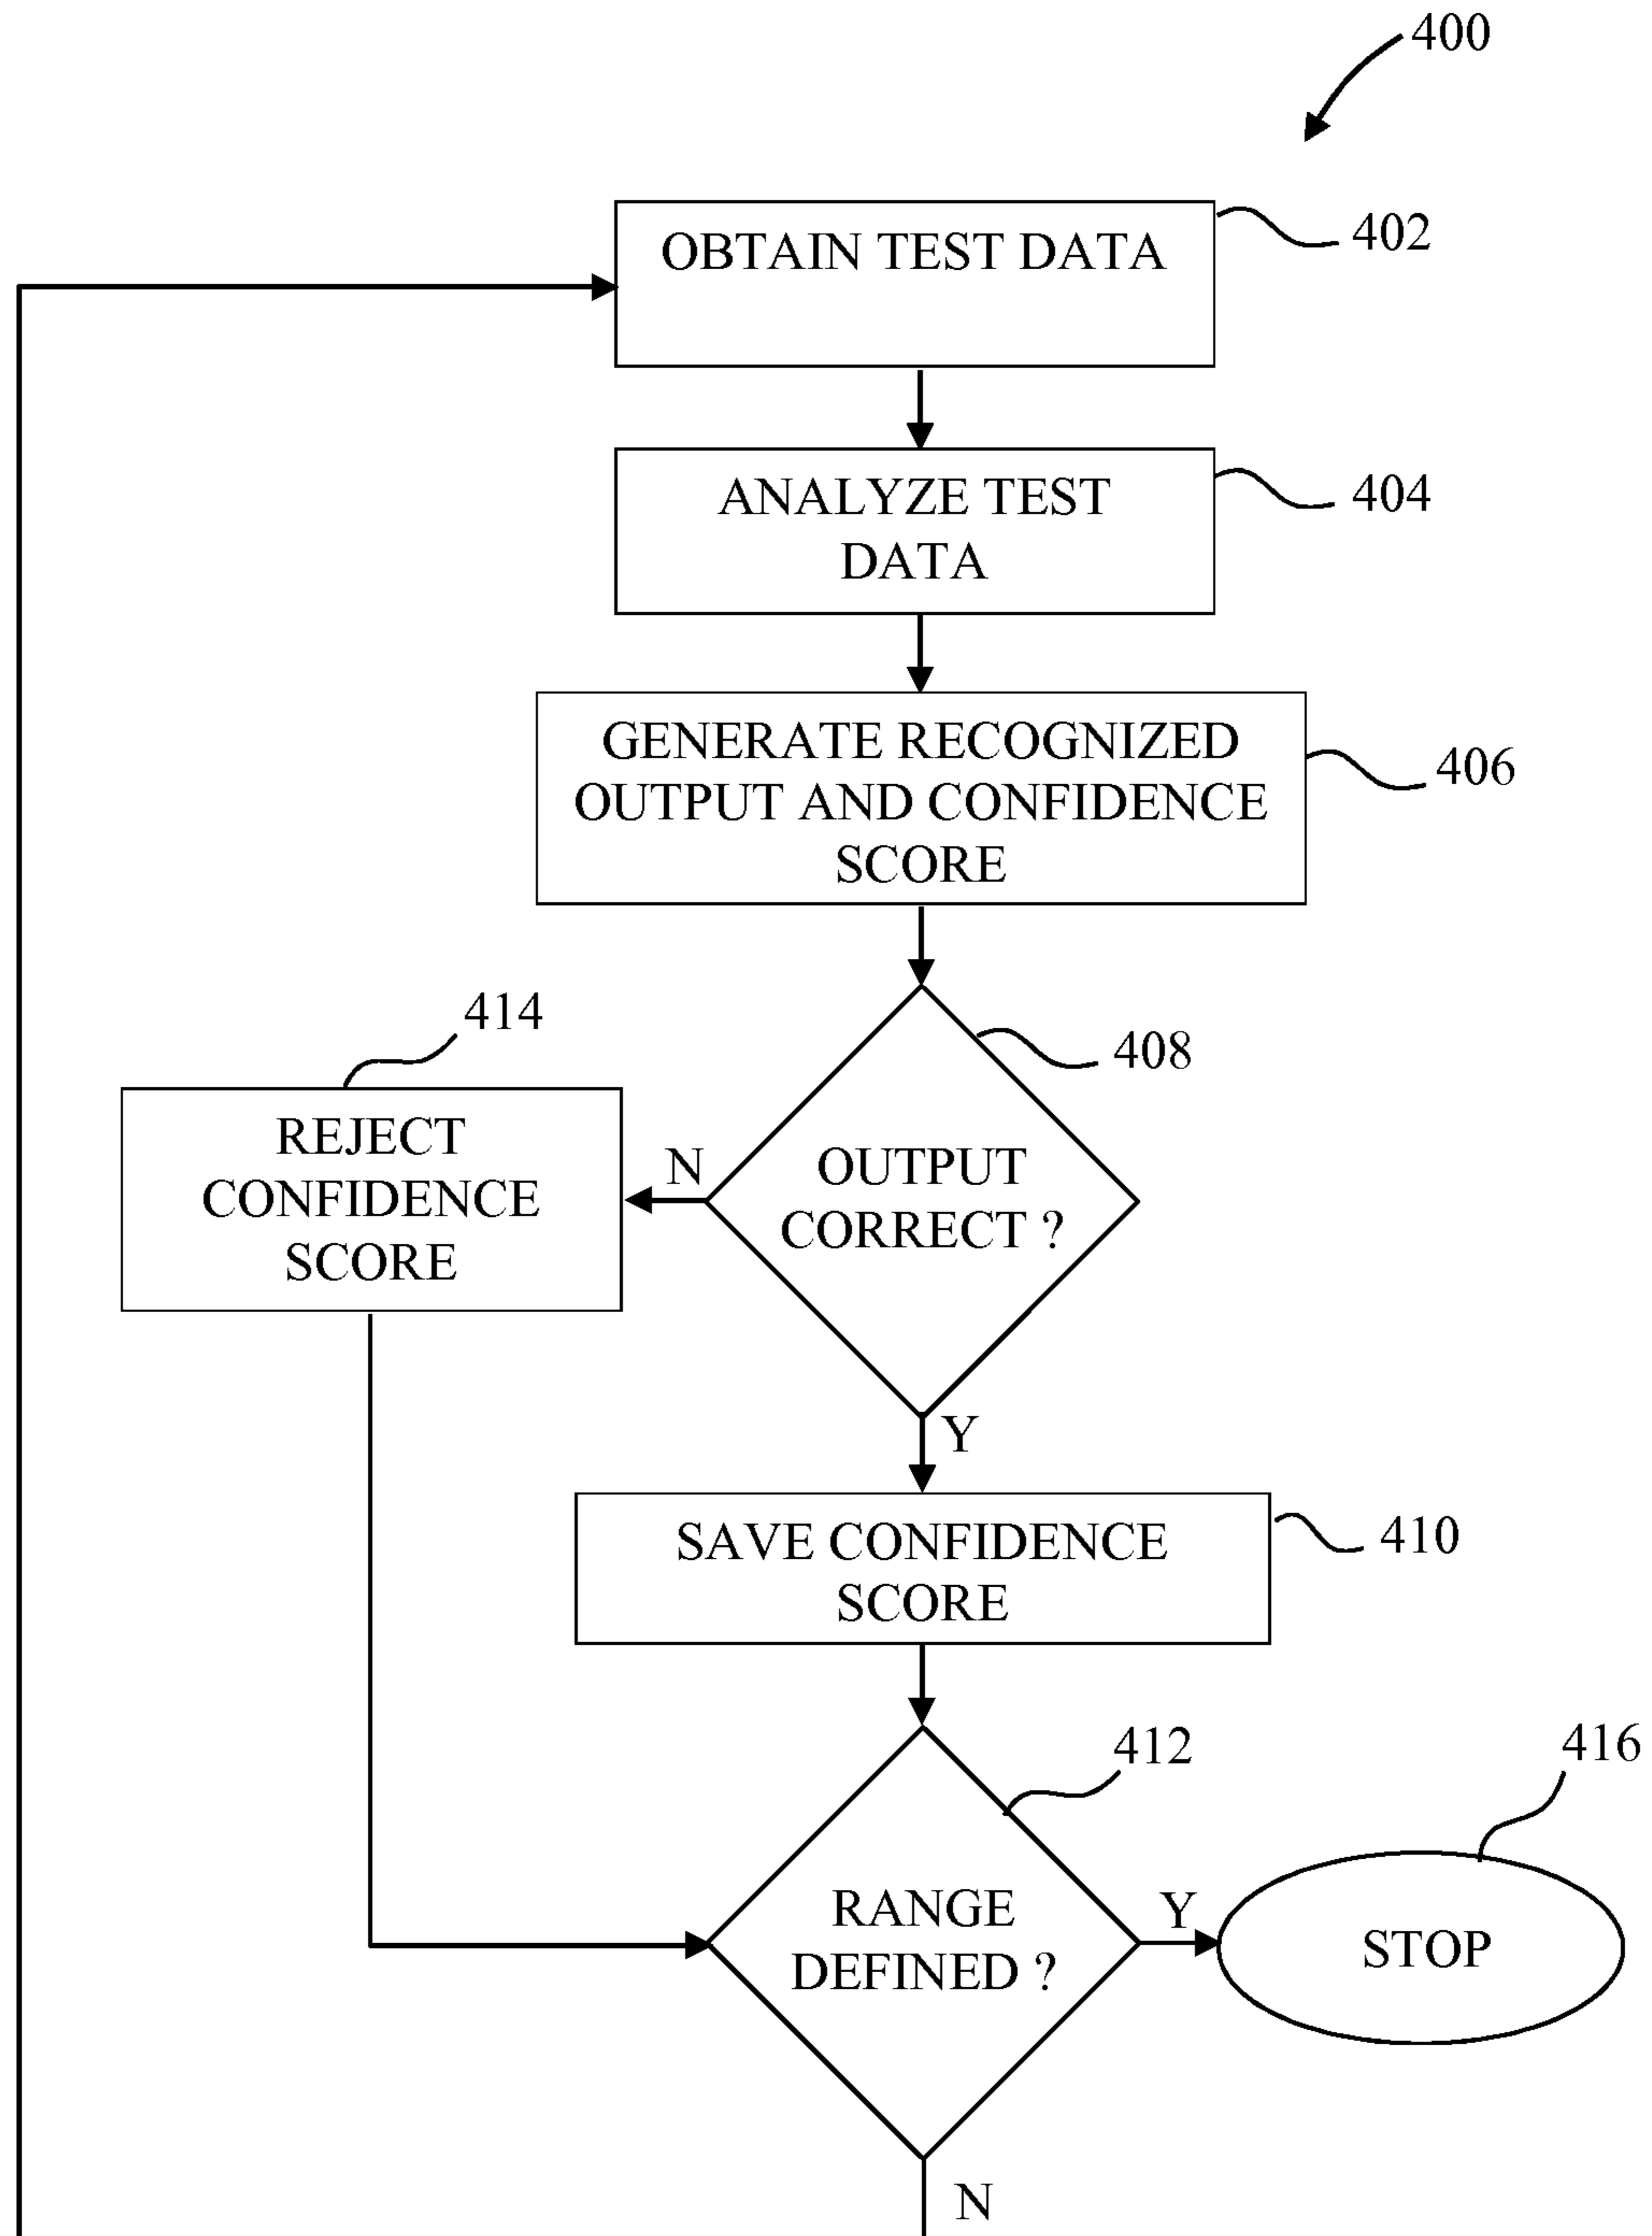 400
OBTAIN TEST DATA
402
ANALYZE TEST
DATA
404
GENERATE RECOGNIZED
OUTPUT AND CONFIDENCE
SCORE
406
414
408
REJECT
CONFIDENCE
SCORE
N
OUTPUT
CORRECT ?
Y
SAVE CONFIDENCE
SCORE
410
412
416
RANGE
DEFINED ?
Y
STOP
N